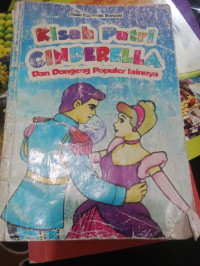 Kisah Putri
CINDERELLA
Dan Dongeng Populer lainnya